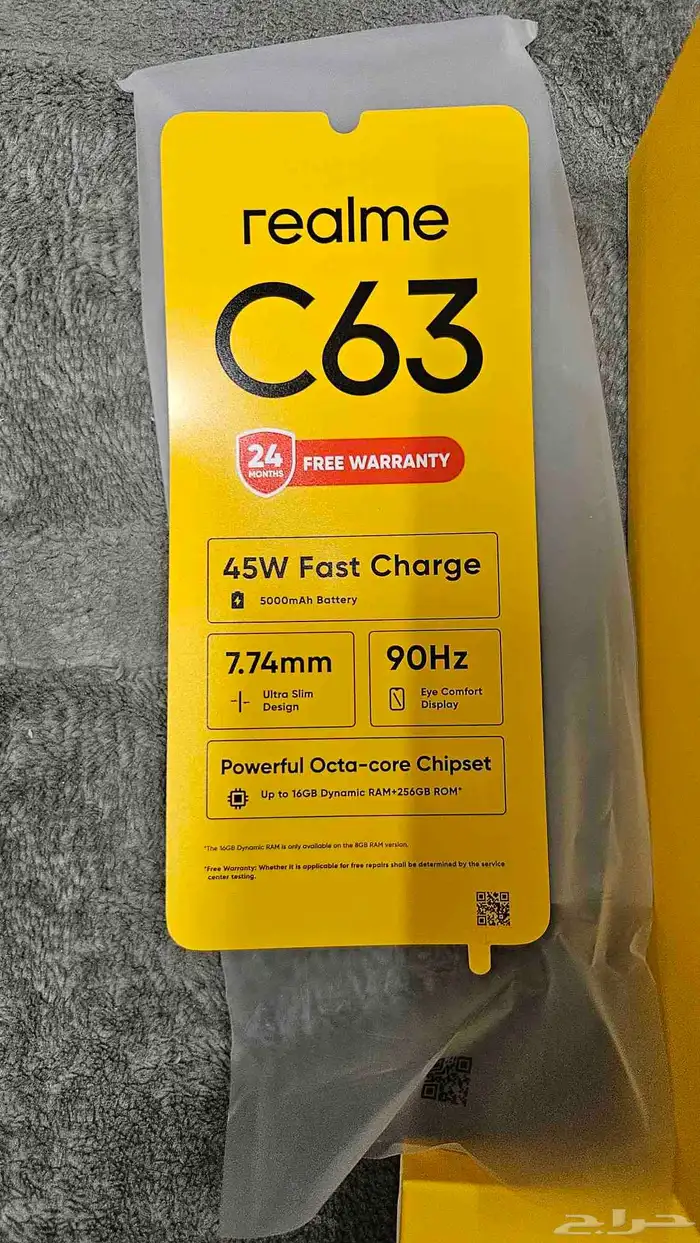 realme
C63
24
MONTHS
FREE WARRANTY
45W Fast Charge
5000mAh Battery
7.74mm
Ultra Slim
Design
90Hz
Eye Comfort
Display
Powerful Octa-core Chipset
Up to 16GB Dynamic RAM+256GB ROM*
*The 16GB Dynamic RAM is only available on the 8GB RAM version.
*Free Warranty: Whether it is applicable for free repairs shall be determined by the service
center testing.
حراج